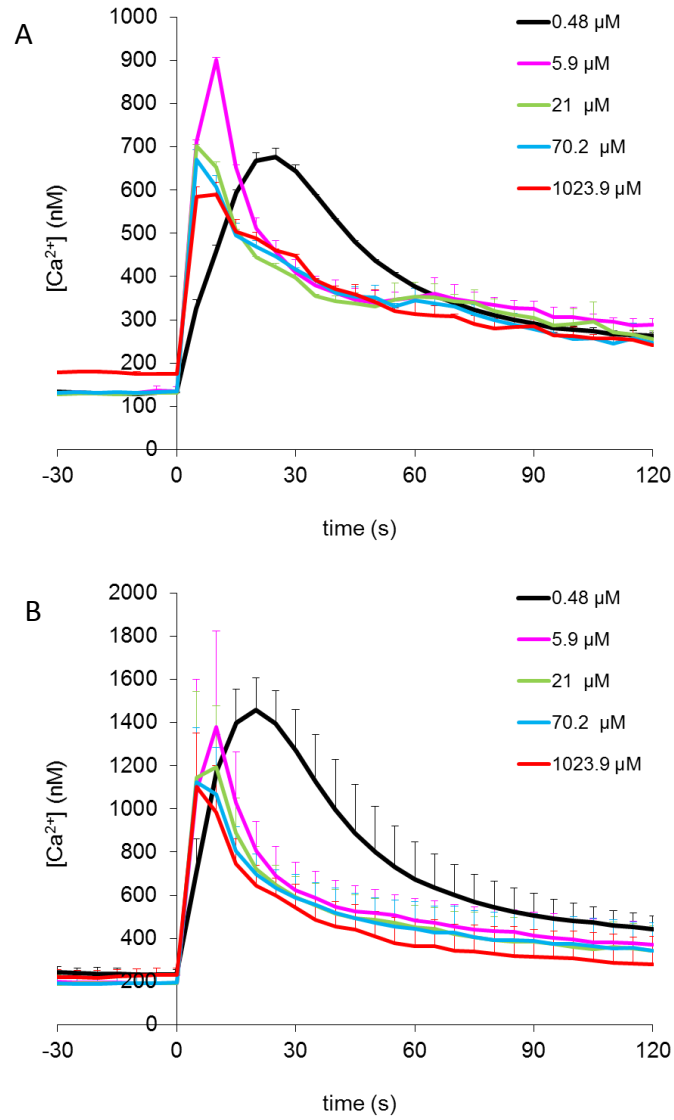 A
0.48 µM
5.9 µM
21 µM
70.2 µM
1023.9 µM
1000
900
800
700
600
500
400
300
200
100
0
[Ca²⁺] (nM)
-30 0 30 60 90 120
time (s)
B
0.48 µM
5.9 µM
21 µM
70.2 µM
1023.9 µM
2000
1800
1600
1400
1200
1000
800
600
400
200
0
[Ca²⁺] (nM)
-30 0 30 60 90 120
time (s)